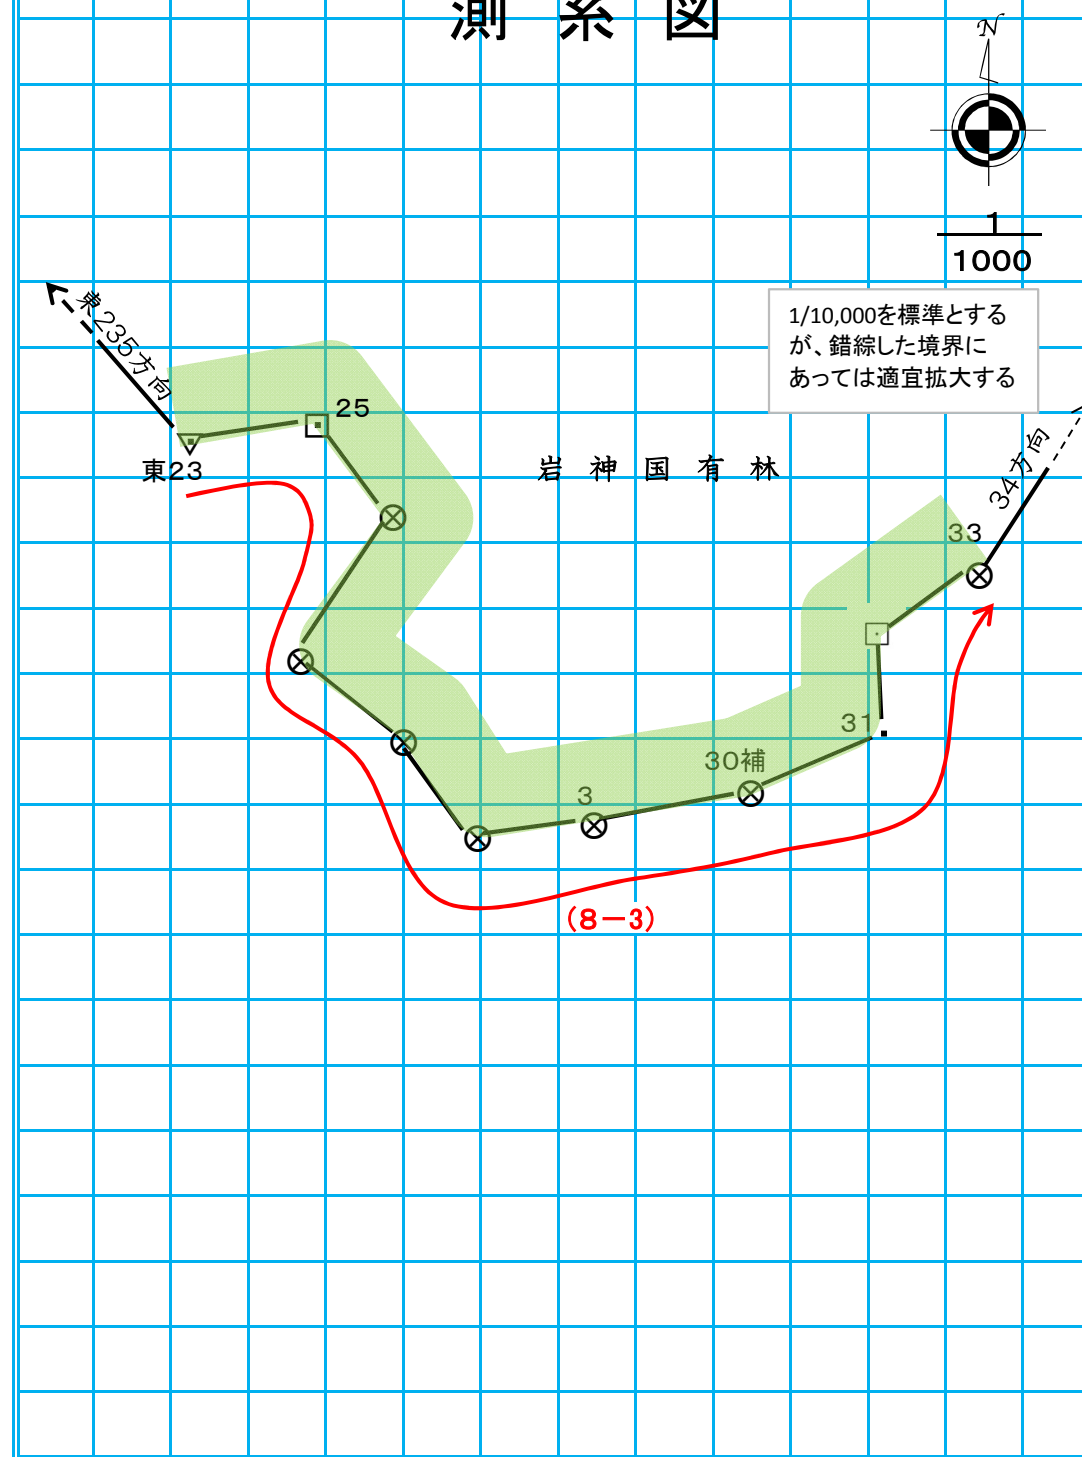 測系図
N
1
1000
1/10,000を標準とする
が、錯綜した境界に
あっては適宜拡大する
東235方向
25
東23
岩神国有林
34方向
33
31
30補
3
(8－3)